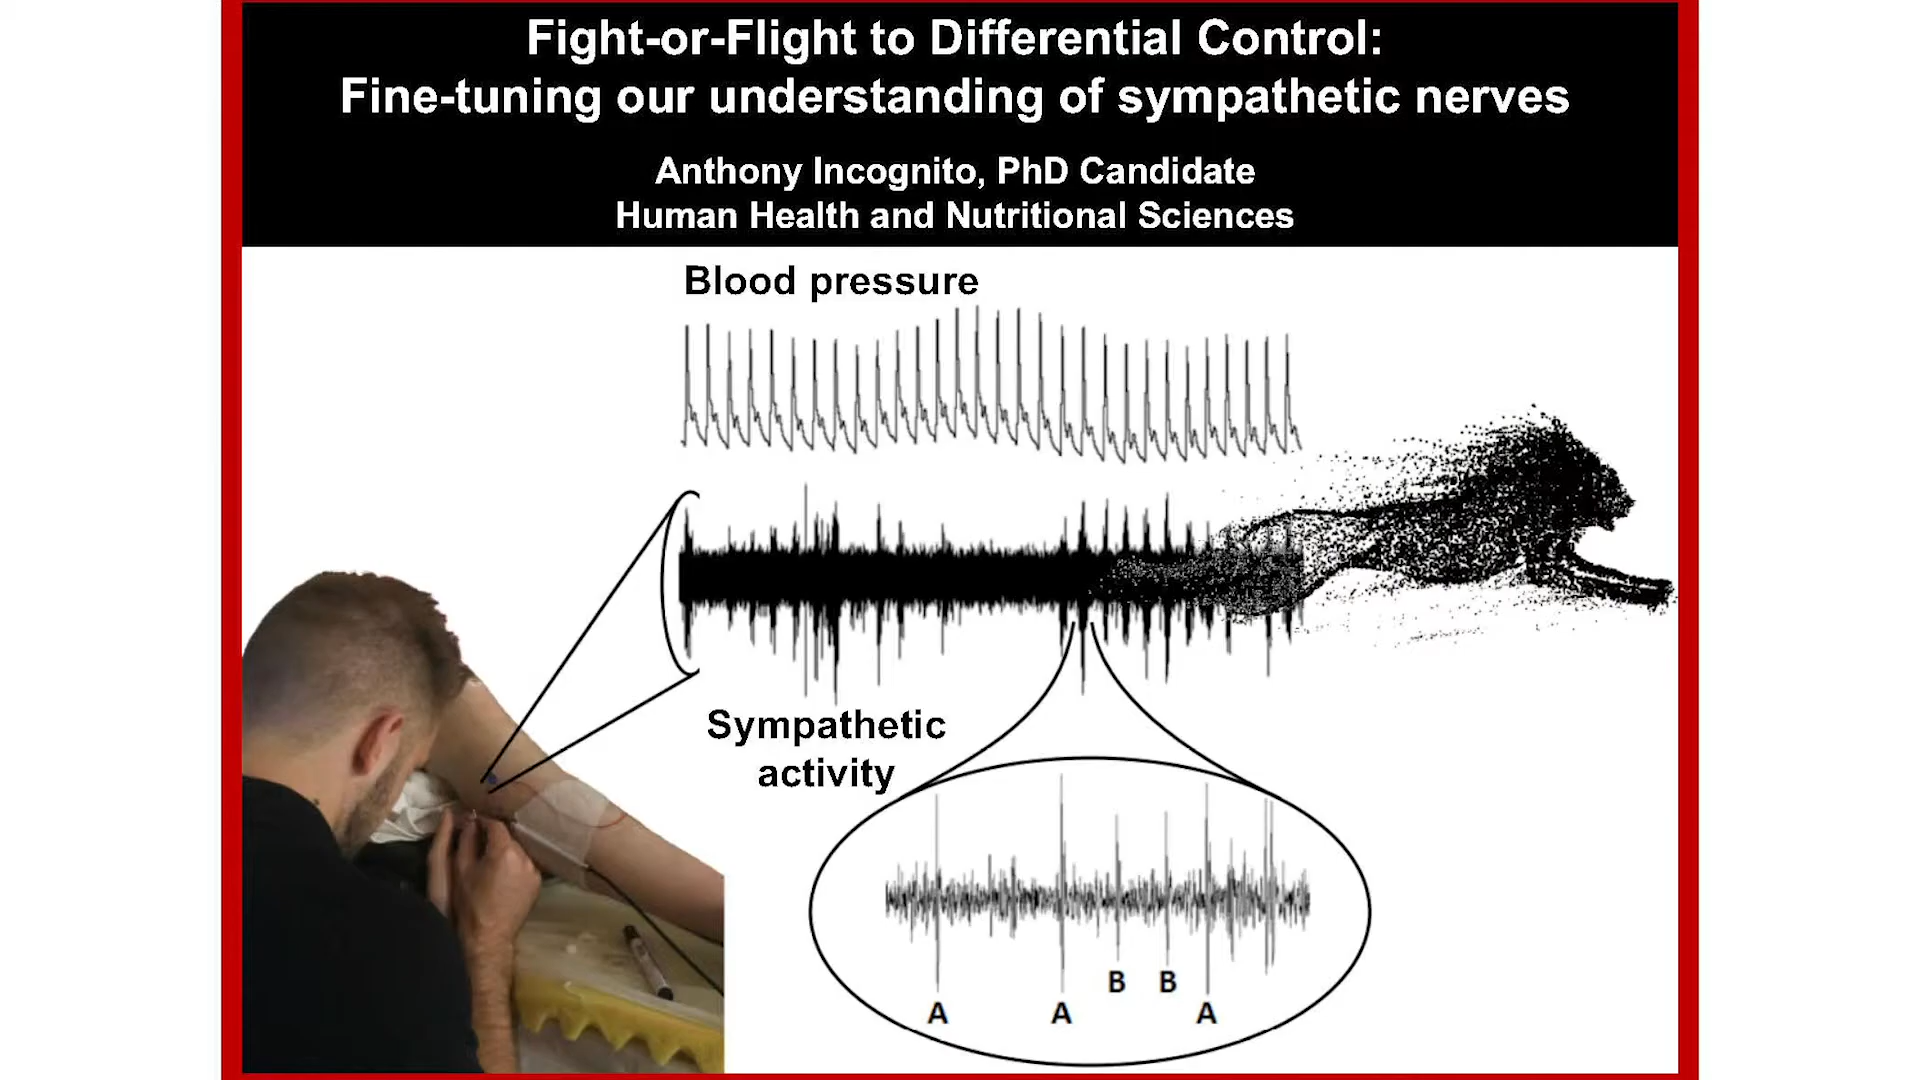 Fight-or-Flight to Differential Control:
Fine-tuning our understanding of sympathetic nerves
Anthony Incognito, PhD Candidate
Human Health and Nutritional Sciences
Blood pressure
Sympathetic
activity
B B
A A A